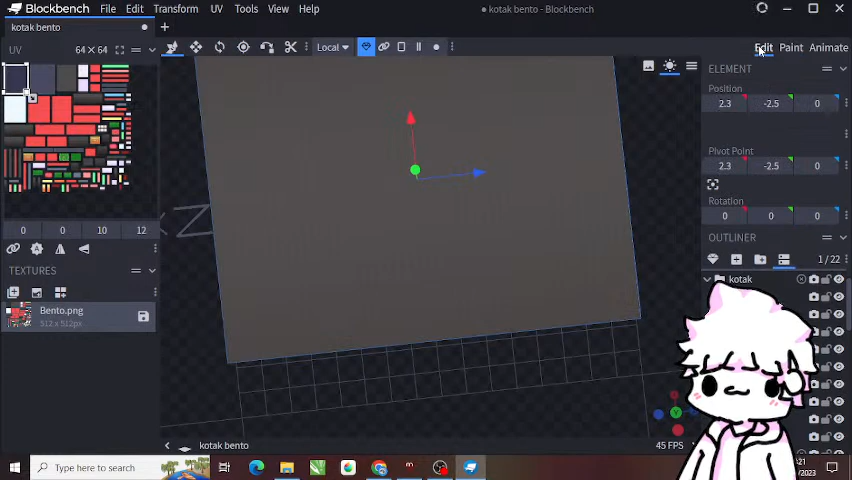 File Edit Transform UV Tools View Help
kotak bento - Blockbench
kotak bento
UV 64 × 64
Local
Edit Paint Animate
ELEMENT
Position
2.3 -2.5 0
Pivot Point
2.3 -2.5 0
Rotation
0 0 0
OUTLINER
1 / 22
kotak
0 0 10 12
TEXTURES
Bento.png
512 x 512px
Z
kotak bento
45 FPS
Type here to search